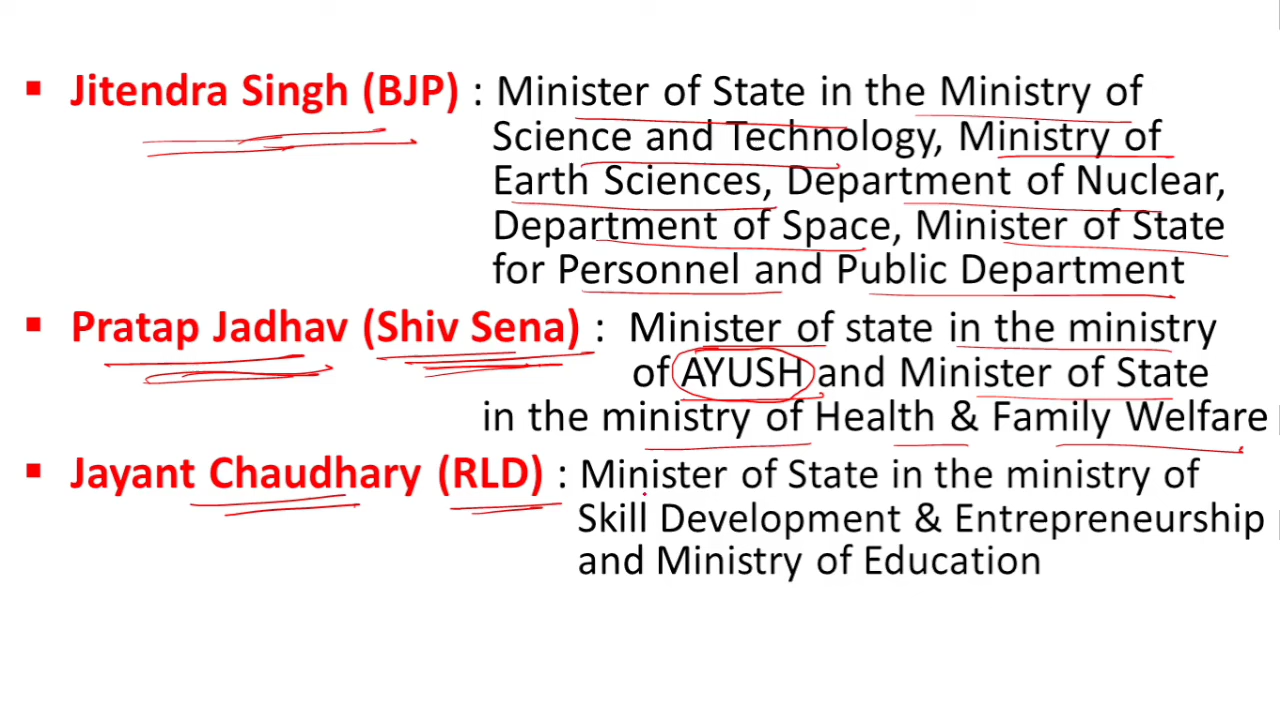 ▪ Jitendra Singh (BJP) : Minister of State in the Ministry of
Science and Technology, Ministry of
Earth Sciences, Department of Nuclear,
Department of Space, Minister of State
for Personnel and Public Department
▪ Pratap Jadhav (Shiv Sena) : Minister of state in the ministry
of AYUSH and Minister of State
in the ministry of Health & Family Welfare
▪ Jayant Chaudhary (RLD) : Minister of State in the ministry of
Skill Development & Entrepreneurship
and Ministry of Education